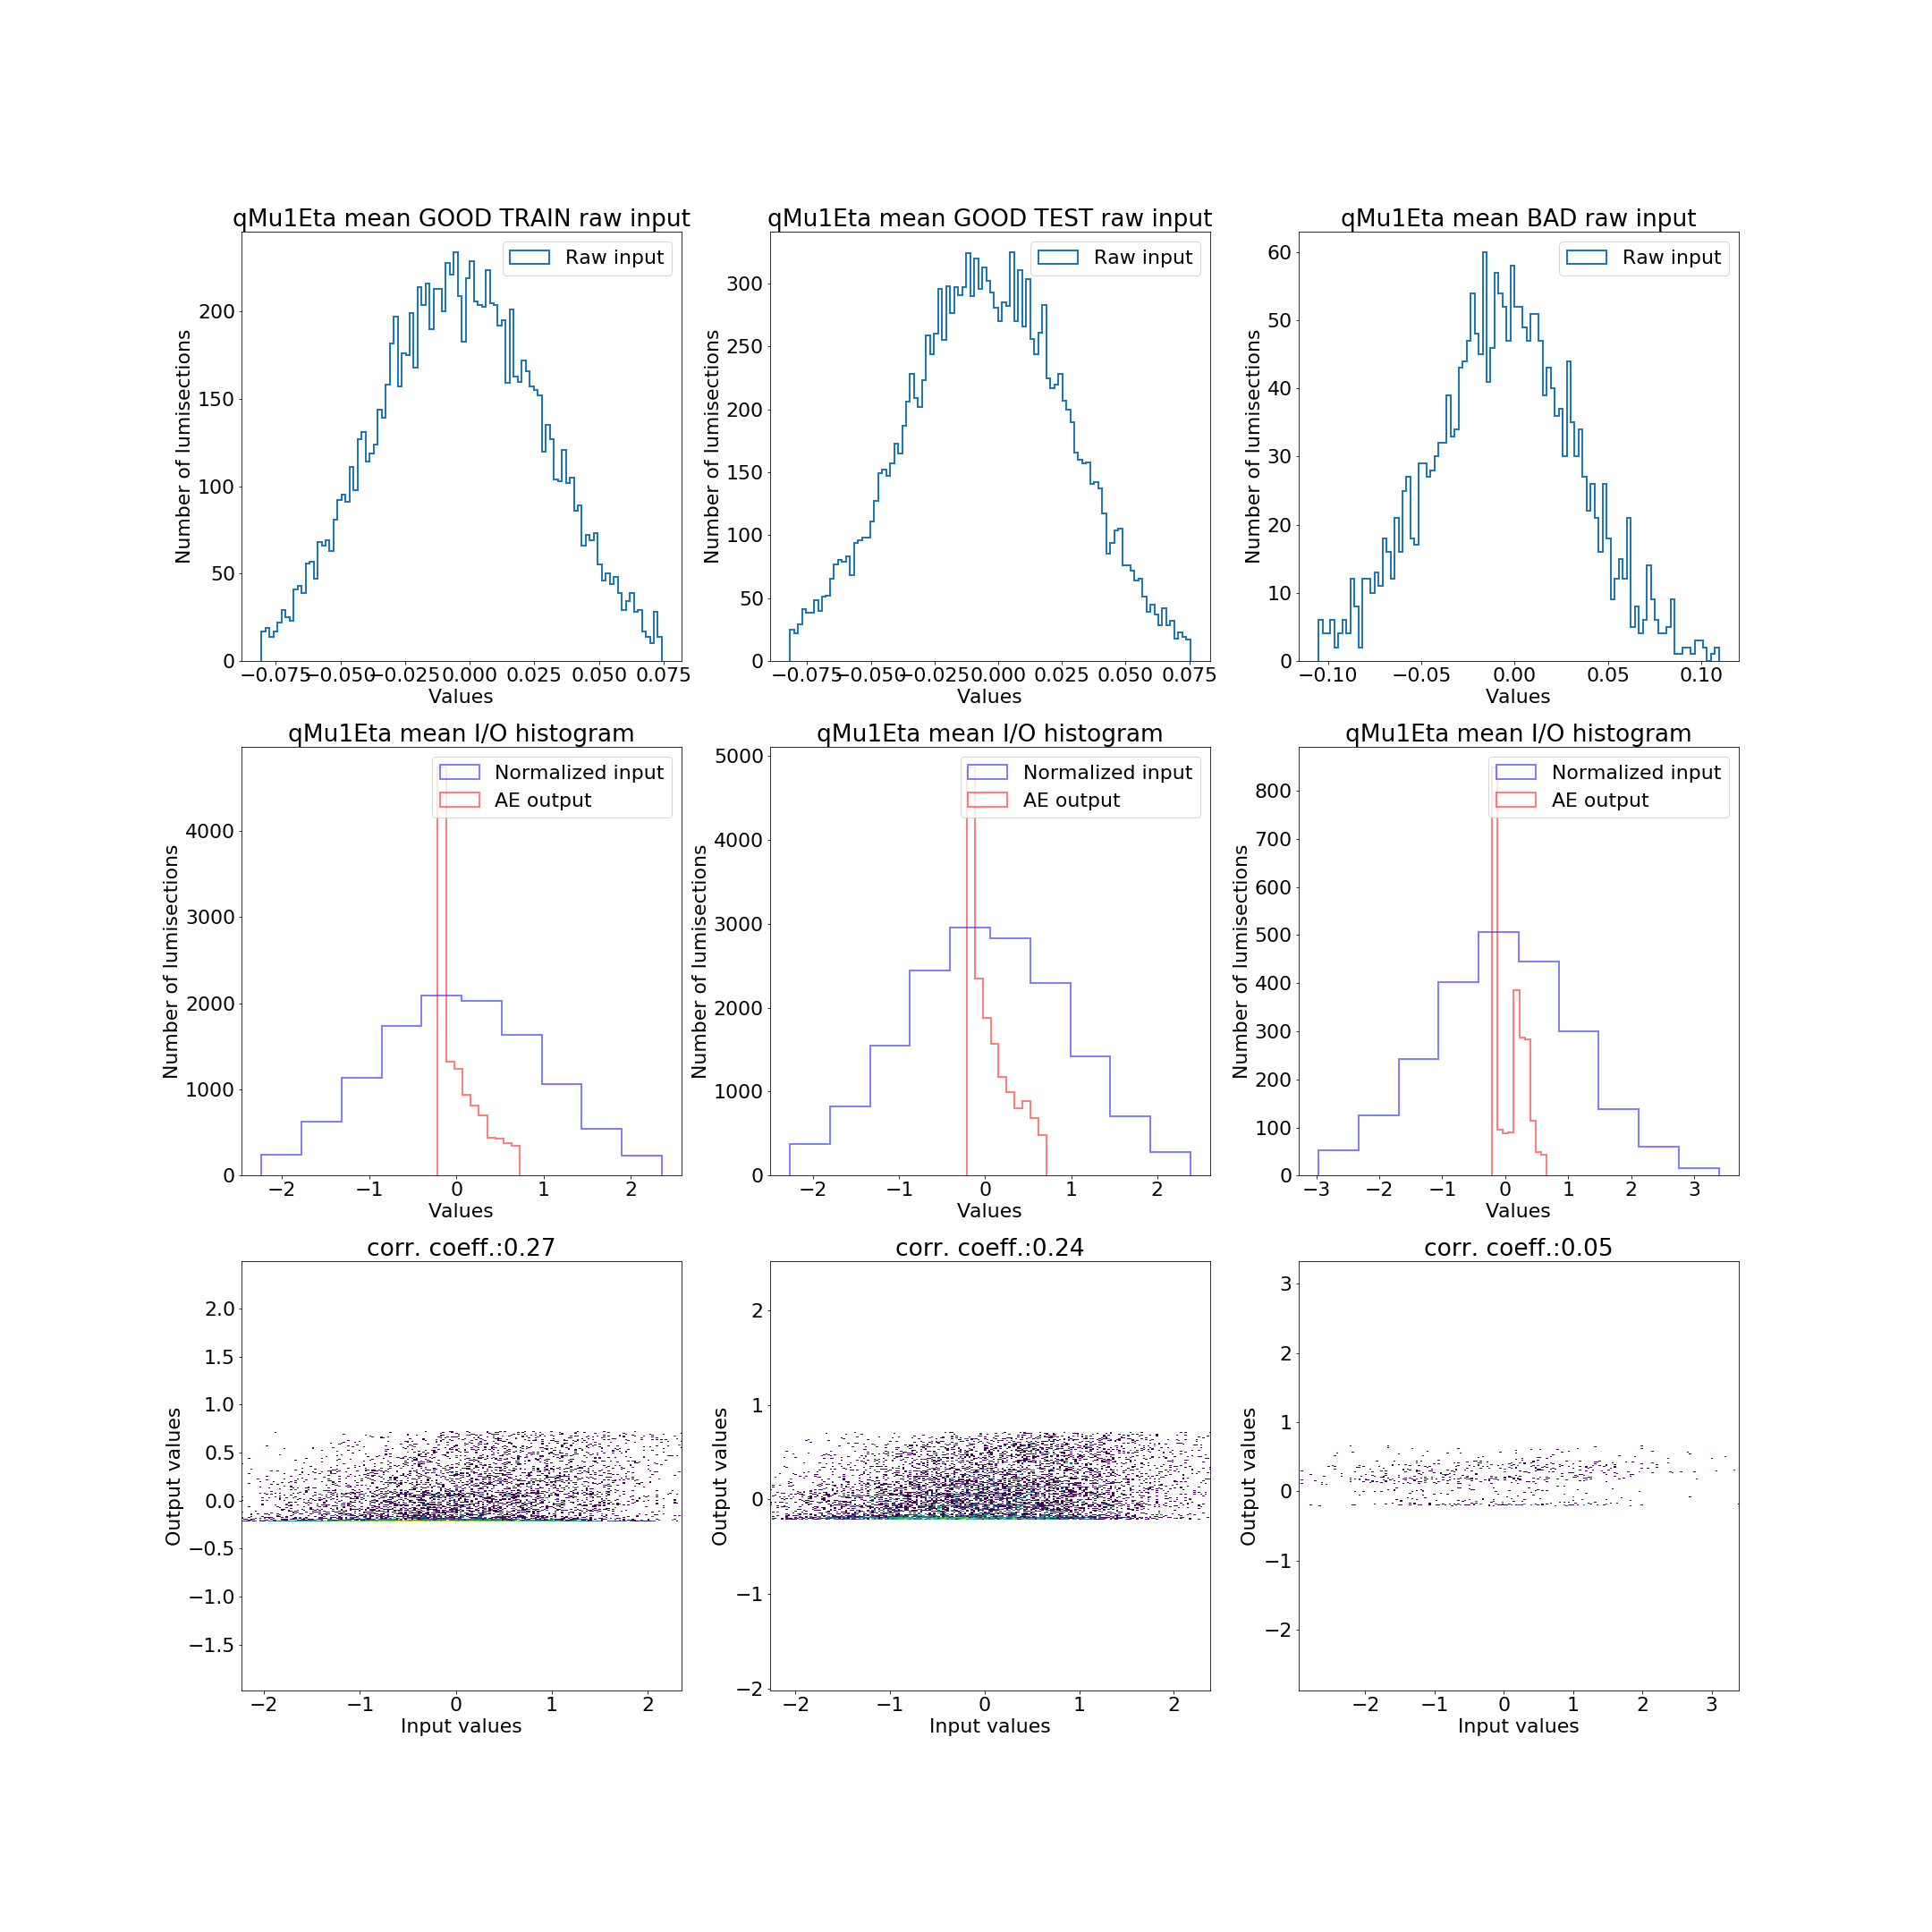 qMu1Eta mean GOOD TRAIN raw input
Raw input
Number of lumisections
200
150
100
50
0
−0.075 −0.050 −0.025 0.000 0.025 0.050 0.075
Values
qMu1Eta mean GOOD TEST raw input
Raw input
Number of lumisections
300
250
200
150
100
50
0
−0.075 −0.050 −0.025 0.000 0.025 0.050 0.075
Values
qMu1Eta mean BAD raw input
Raw input
Number of lumisections
60
50
40
30
20
10
0
−0.10 −0.05 0.00 0.05 0.10
Values
qMu1Eta mean I/O histogram
Normalized input
AE output
Number of lumisections
4000
3000
2000
1000
0
−2 −1 0 1 2
Values
qMu1Eta mean I/O histogram
Normalized input
AE output
Number of lumisections
5000
4000
3000
2000
1000
0
−2 −1 0 1 2
Values
qMu1Eta mean I/O histogram
Normalized input
AE output
Number of lumisections
800
700
600
500
400
300
200
100
0
−3 −2 −1 0 1 2 3
Values
corr. coeff.:0.27
Output values
2.0
1.5
1.0
0.5
0.0
−0.5
−1.0
−1.5
−2 −1 0 1 2
Input values
corr. coeff.:0.24
Output values
2
1
0
−1
−2
−2 −1 0 1 2
Input values
corr. coeff.:0.05
Output values
3
2
1
0
−1
−2
−2 −1 0 1 2 3
Input values